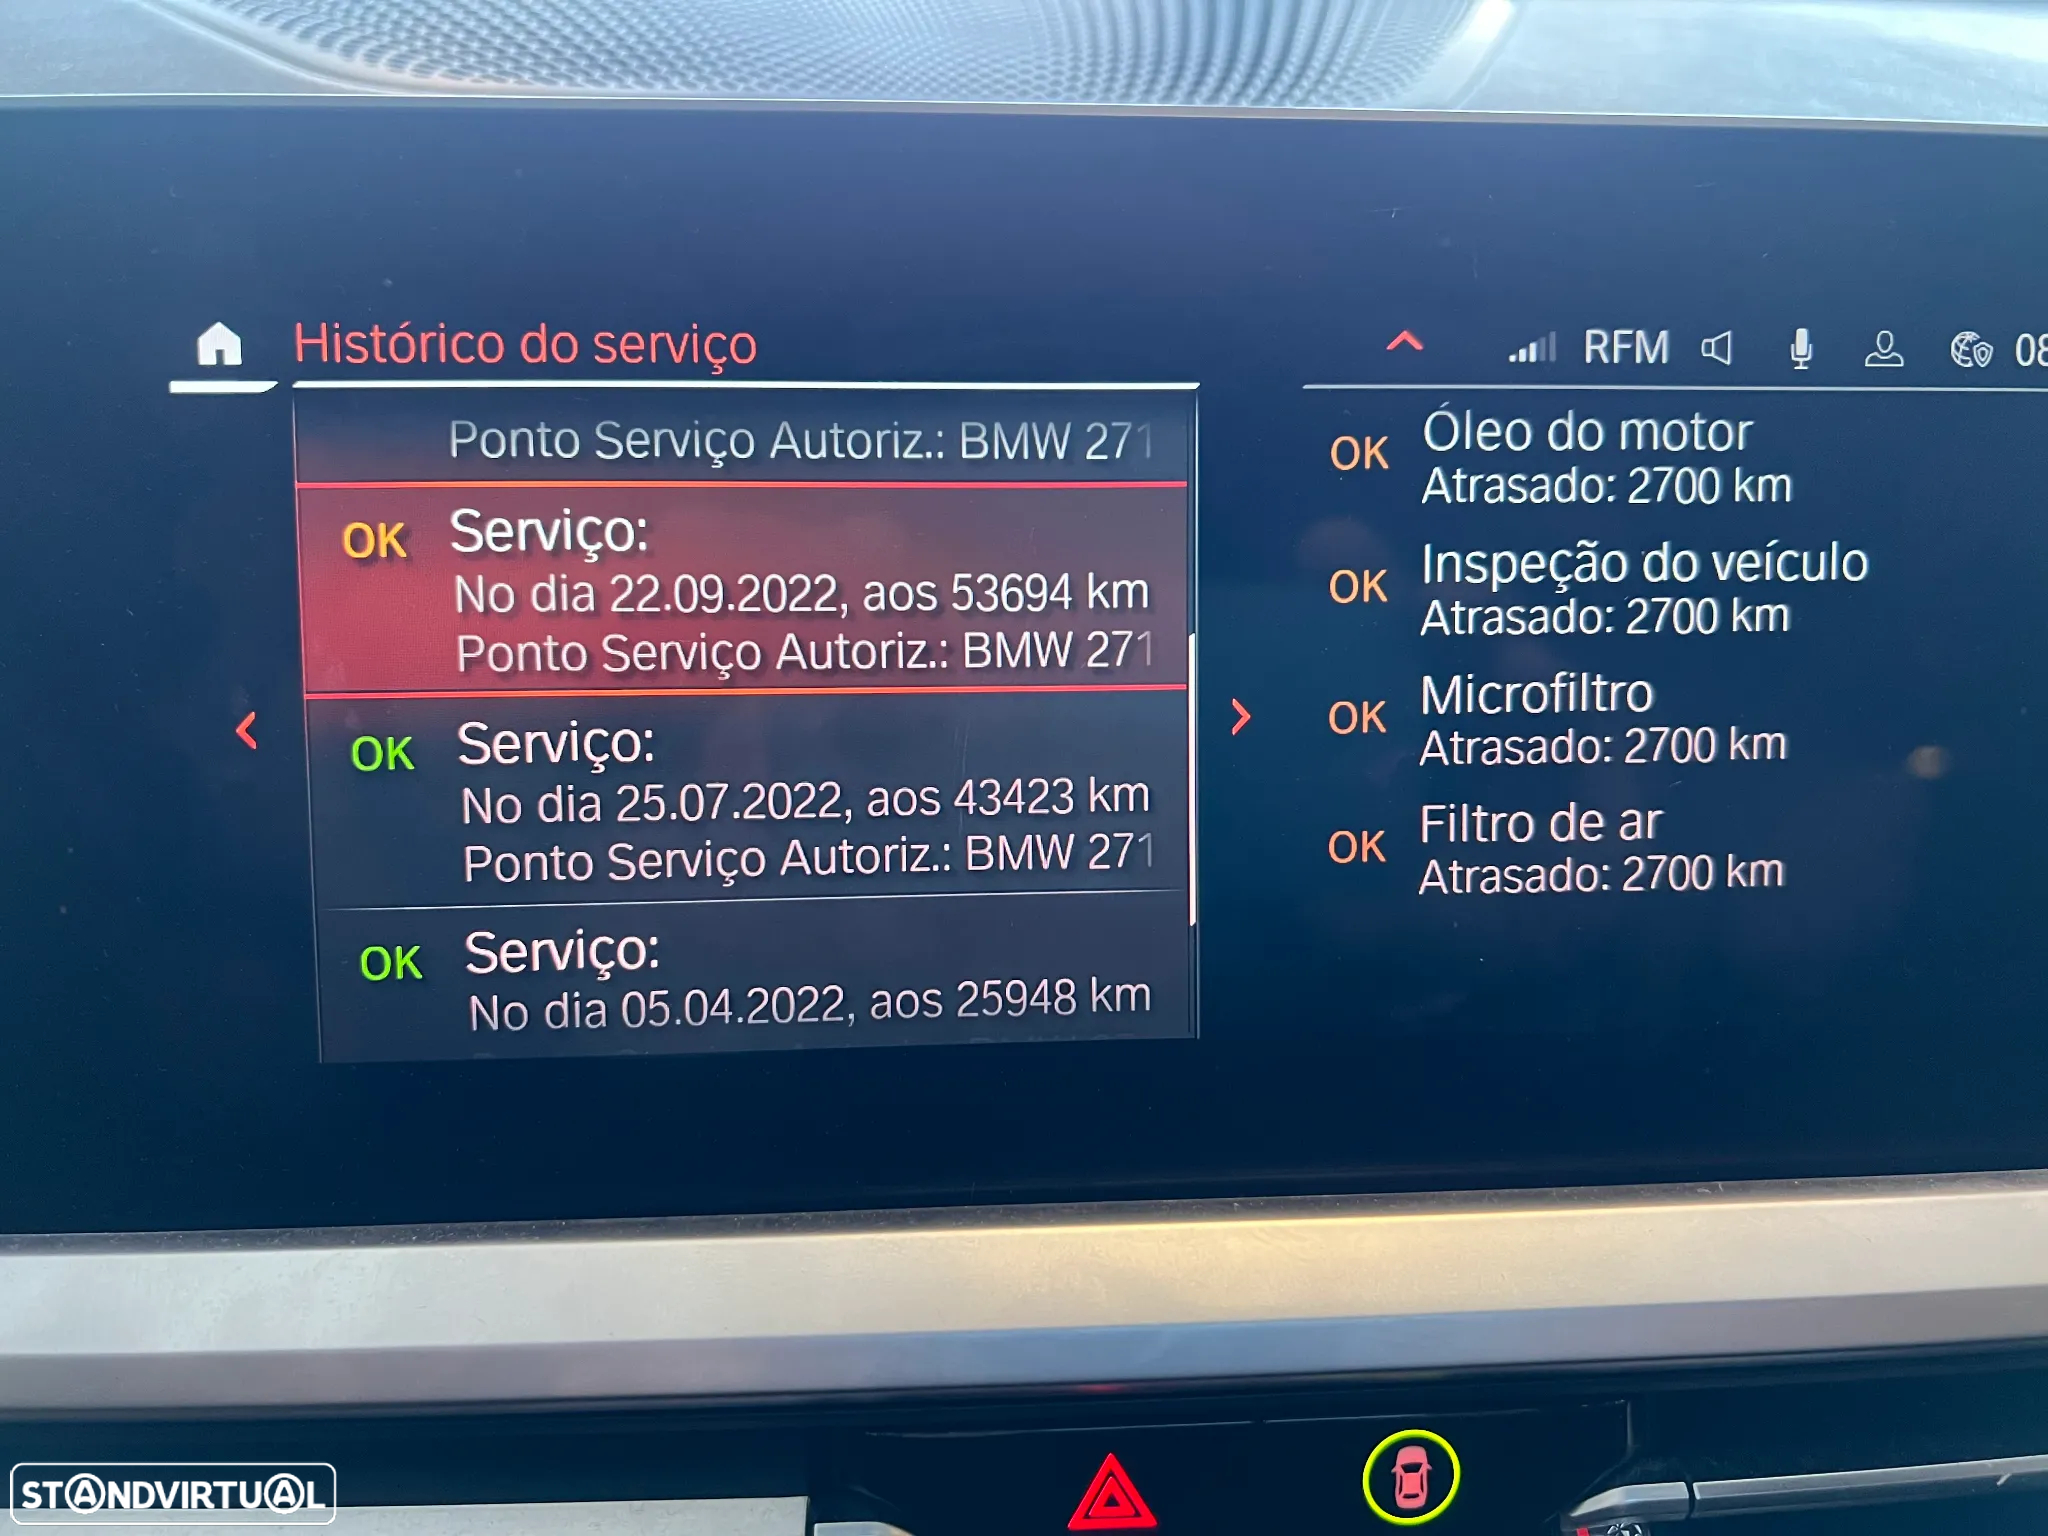 Histórico do serviço
RFM
08
Ponto Serviço Autoriz.: BMW 271
OK Serviço:
No dia 22.09.2022, aos 53694 km
Ponto Serviço Autoriz.: BMW 271
OK Serviço:
No dia 25.07.2022, aos 43423 km
Ponto Serviço Autoriz.: BMW 271
OK Serviço:
No dia 05.04.2022, aos 25948 km
OK Óleo do motor
Atrasado: 2700 km
OK Inspeção do veículo
Atrasado: 2700 km
OK Microfiltro
Atrasado: 2700 km
OK Filtro de ar
Atrasado: 2700 km
STANDVIRTUAL